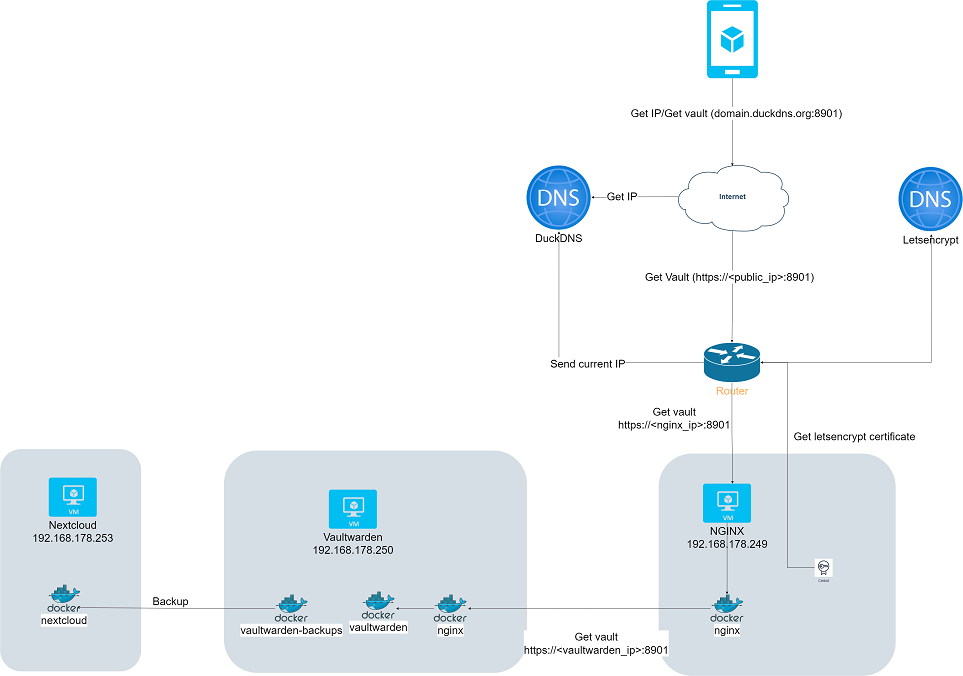 Get IP/Get vault (domain.duckdns.org:8901)
DNS
Get IP
Internet
DNS
DuckDNS
Letsencrypt
Get Vault (https://<public_ip>:8901)
Send current IP
Router
Get vault
https://<nginx_ip>:8901
Get letsencrypt certificate
VM
Nextcloud
192.168.178.253
VM
Vaultwarden
192.168.178.250
VM
NGINX
192.168.178.249
docker
nextcloud
Backup
docker
vaultwarden-backups
docker
vaultwarden
docker
nginx
Get vault
https://<vaultwarden_ip>:8901
docker
nginx